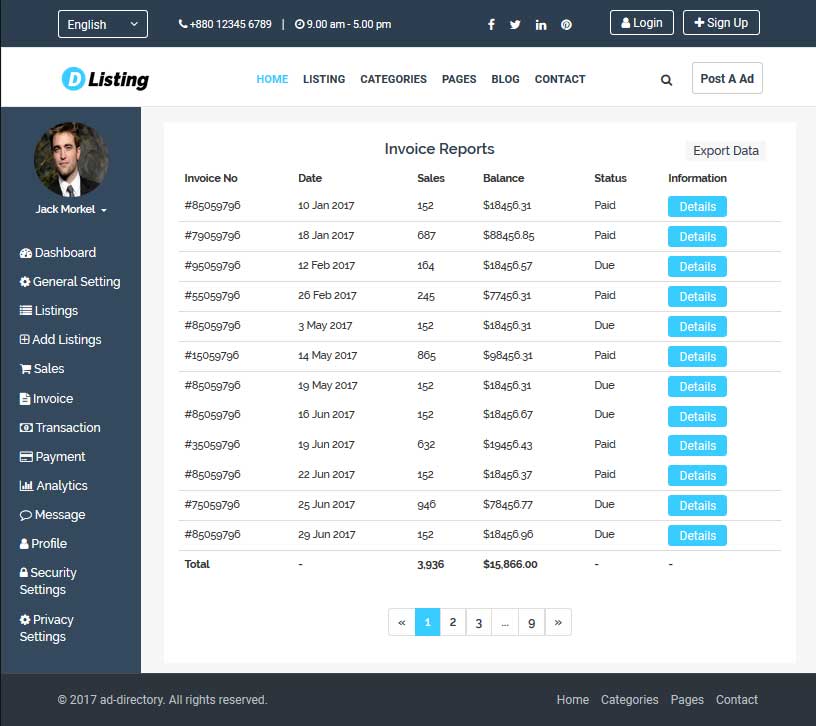 English
+880 12345 6789 | 9.00 am - 5.00 pm
Login
Sign Up
D Listing
HOME LISTING CATEGORIES PAGES BLOG CONTACT
Post A Ad
Jack Morkel
Dashboard
General Setting
Listings
Add Listings
Sales
Invoice
Transaction
Payment
Analytics
Message
Profile
Security
Settings
Privacy
Settings
Invoice Reports
Export Data
Invoice No Date Sales Balance Status Information
#85059796 10 Jan 2017 152 $18456.31 Paid Details
#79059796 18 Jan 2017 687 $88456.85 Paid Details
#95059796 12 Feb 2017 164 $18456.57 Due Details
#55059796 26 Feb 2017 245 $77456.31 Paid Details
#85059796 3 May 2017 152 $18456.31 Due Details
#15059796 14 May 2017 865 $98456.31 Paid Details
#85059796 19 May 2017 152 $18456.31 Due Details
#85059796 16 Jun 2017 152 $18456.67 Due Details
#35059796 19 Jun 2017 632 $19456.43 Paid Details
#85059796 22 Jun 2017 152 $18456.37 Paid Details
#75059796 25 Jun 2017 946 $78456.77 Due Details
#85059796 29 Jun 2017 152 $18456.96 Due Details
Total - 3,936 $15,866.00 - -
« 1 2 3 ... 9 »
© 2017 ad-directory. All rights reserved.
Home Categories Pages Contact